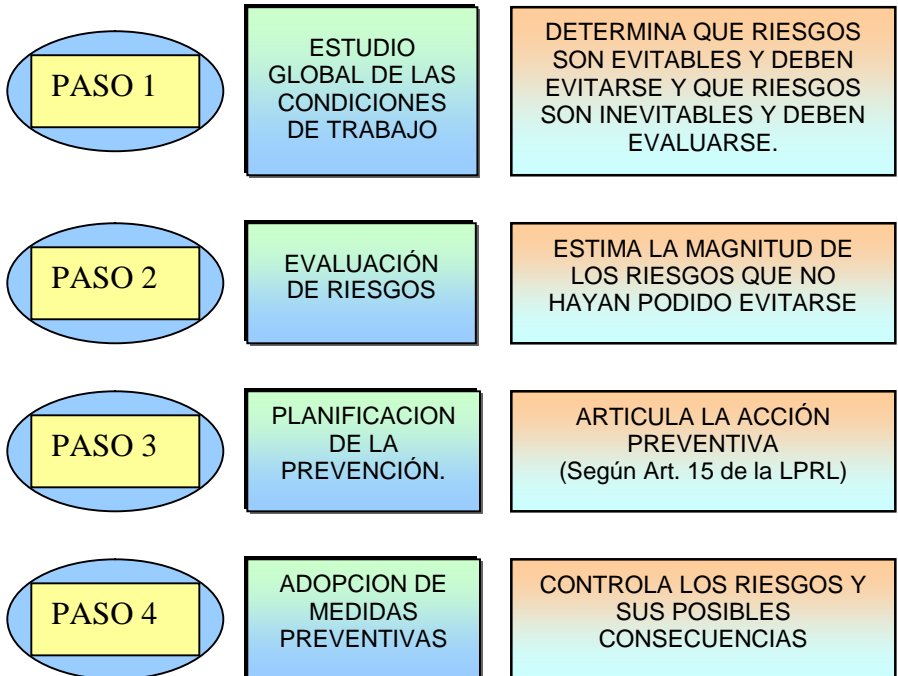 PASO 1
ESTUDIO
GLOBAL DE LAS
CONDICIONES
DE TRABAJO
DETERMINA QUE RIESGOS
SON EVITABLES Y DEBEN
EVITARSE Y QUE RIESGOS
SON INEVITABLES Y DEBEN
EVALUARSE.
PASO 2
EVALUACIÓN
DE RIESGOS
ESTIMA LA MAGNITUD DE
LOS RIESGOS QUE NO
HAYAN PODIDO EVITARSE
PASO 3
PLANIFICACION
DE LA
PREVENCIÓN.
ARTICULA LA ACCIÓN
PREVENTIVA
(Según Art. 15 de la LPRL)
PASO 4
ADOPCION DE
MEDIDAS
PREVENTIVAS
CONTROLA LOS RIESGOS Y
SUS POSIBLES
CONSECUENCIAS